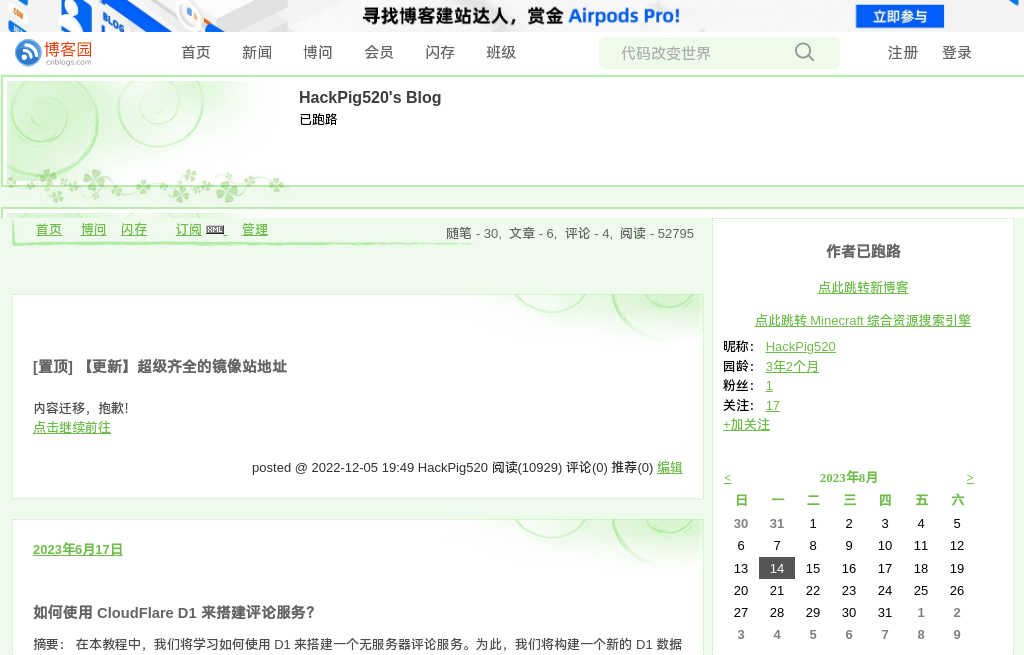 寻找博客建站达人，赏金 Airpods Pro!
立即参与
BLOG
博客园
cnblogs.com
首页 新闻 博问 会员 闪存 班级
代码改变世界
注册 登录
HackPig520's Blog
已跑路
首页 博问 闪存 订阅 XML 管理
随笔 - 30, 文章 - 6, 评论 - 4, 阅读 - 52795
[置顶] 【更新】超级齐全的镜像站地址
内容迁移，抱歉！
点击继续前往
posted @ 2022-12-05 19:49 HackPig520 阅读(10929) 评论(0) 推荐(0) 编辑
2023年6月17日
如何使用 CloudFlare D1 来搭建评论服务？
摘要： 在本教程中，我们将学习如何使用 D1 来搭建一个无服务器评论服务。为此，我们将构建一个新的 D1 数据
作者已跑路
点此跳转新博客
点此跳转 Minecraft 综合资源搜索引擎
昵称： HackPig520
园龄： 3年2个月
粉丝： 1
关注： 17
+加关注
< 2023年8月 >
日 一 二 三 四 五 六
30 31 1 2 3 4 5
6 7 8 9 10 11 12
13 14 15 16 17 18 19
20 21 22 23 24 25 26
27 28 29 30 31 1 2
3 4 5 6 7 8 9